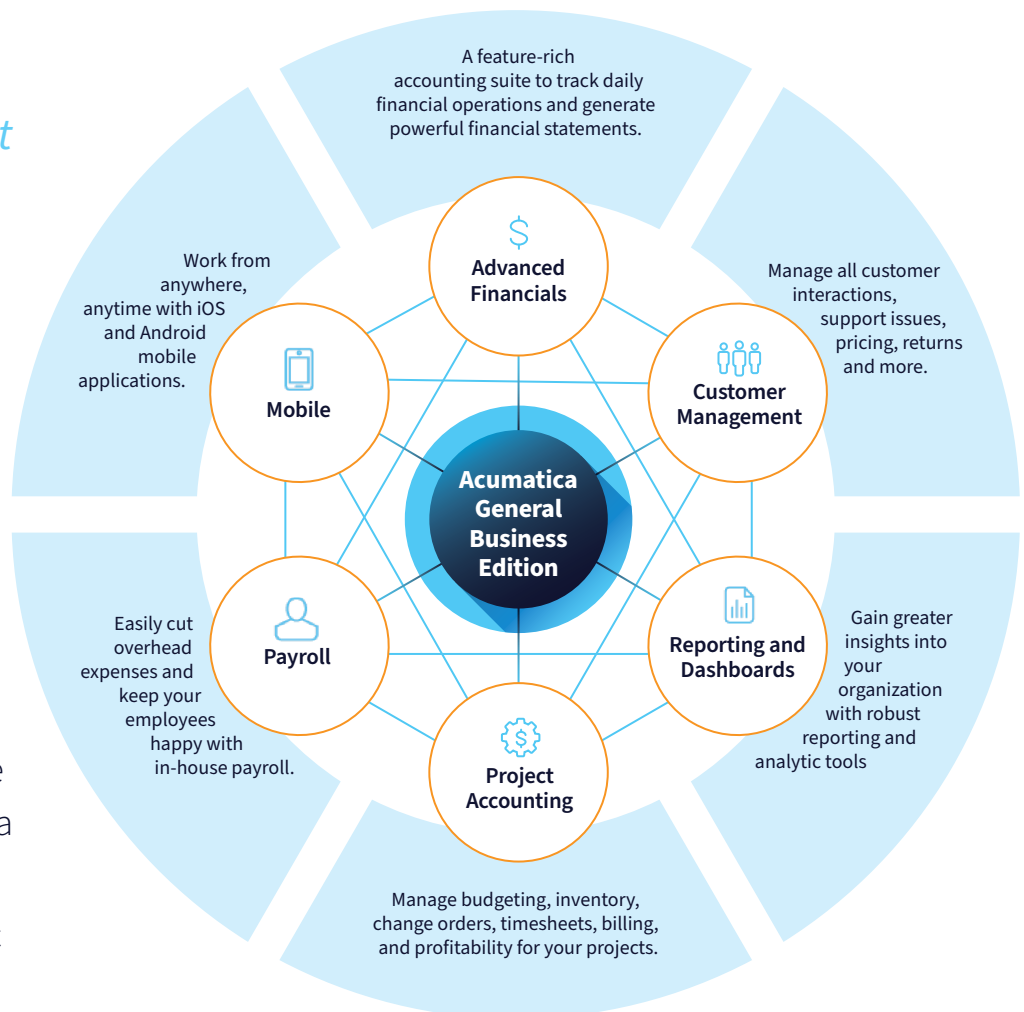 A feature-rich
accounting suite to track daily
financial operations and generate
powerful financial statements.
Advanced
Financials
Manage all customer
interactions,
support issues,
pricing, returns
and more.
Customer
Management
Work from
anywhere,
anytime with iOS
and Android
mobile
applications.
Mobile
Acumatica
General
Business
Edition
Easily cut
overhead
expenses and
keep your
employees
happy with
in-house payroll.
Payroll
Reporting and
Dashboards
Gain greater
insights into
your
organization
with robust
reporting and
analytic tools
Project
Accounting
Manage budgeting, inventory,
change orders, timesheets, billing,
and profitability for your projects.
t
e
a